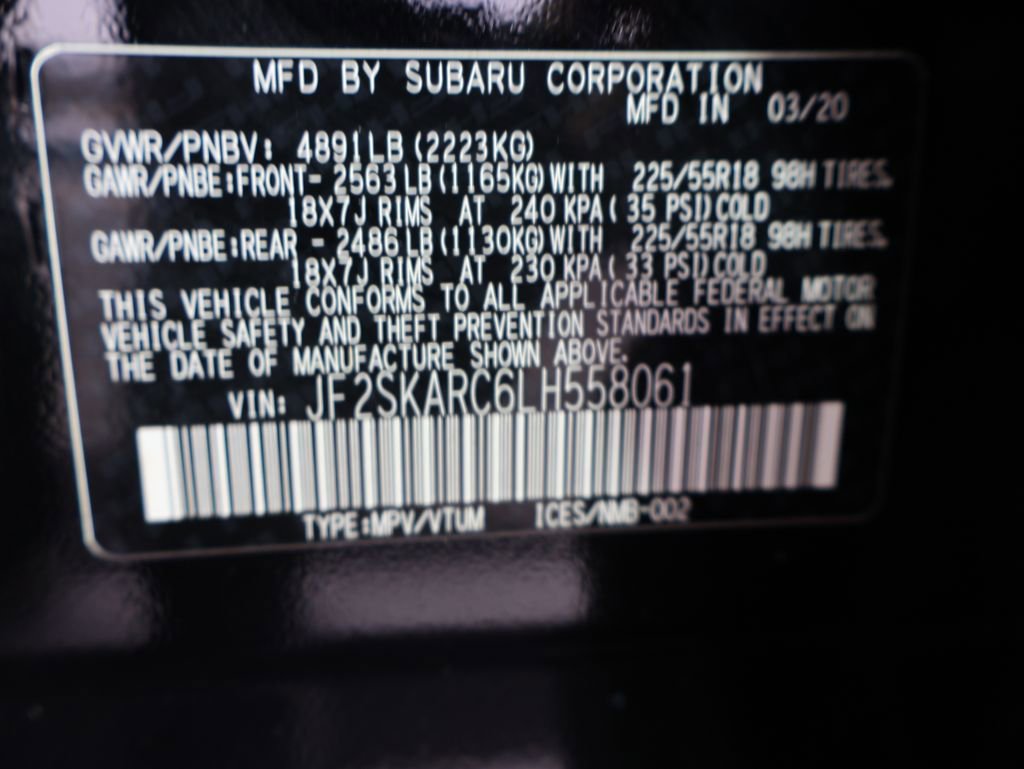 MFD BY SUBARU CORPORATION
MFD IN 03/20
GVWR/PNBV: 4891LB (2223KG)
GAWR/PNBE:FRONT- 2563 LB (1165KG) WITH 225/55R18 98H TIRES.
18X7J RIMS AT 240 KPA ( 35 PSI) COLD
GAWR/PNBE:REAR - 2486 LB (1130KG) WITH 225/55R18 98H TIRES.
18X7J RIMS AT 230 KPA ( 33 PSI) COLD
THIS VEHICLE CONFORMS TO ALL APPLICABLE FEDERAL MOTOR
VEHICLE SAFETY AND THEFT PREVENTION STANDARDS IN EFFECT ON
THE DATE OF MANUFACTURE SHOWN ABOVE.
VIN: JF2SKARC6LH558061
TYPE:MPV/VTUM ICES/NMB-002